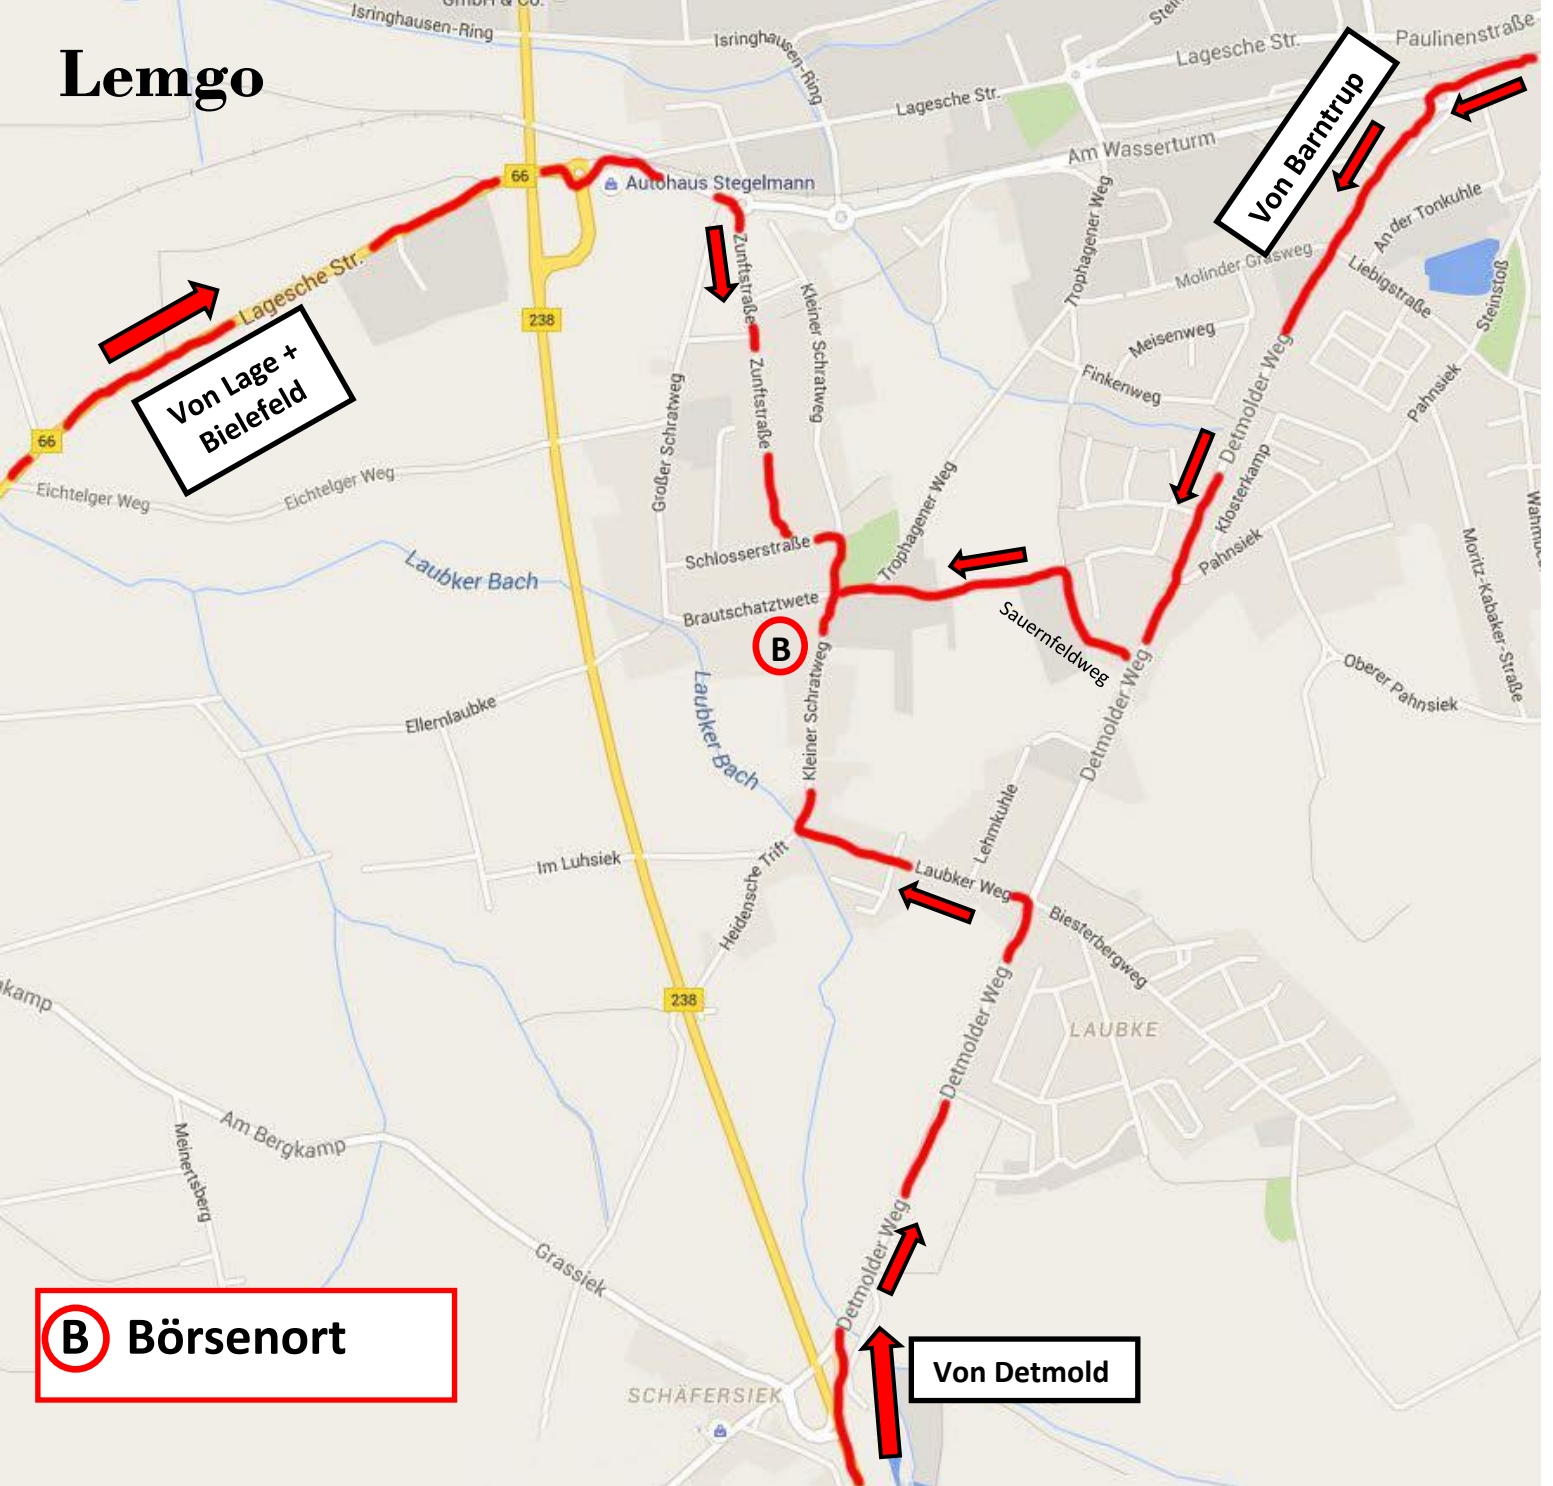 GmbH & Co.
Isringhausen-Ring
Isringhausen-Ring
Lagesche Str.
Paulinenstraße
Lemgo
Lagesche Str.
Am Wasserturm
Von Barntrup
66
Autohaus Stegelmann
Trophagener Weg
An der Tonkuhle
Molinder Grasweg
Liebigstraße
Steinstoß
Lagesche Str.
Zunftstraße
Kleiner Schratweg
238
Meisenweg
Finkenweg
Detmolder Weg
Pahnsiek
Von Lage +
Bielefeld
Zunftstraße
Großer Schratweg
66
Eichtelger Weg
Eichtelger Weg
Trophagener Weg
Klosterkamp
Pahnsiek
Moritz-Kabaker-Straße
Schlosserstraße
Laubker Bach
Brautschatztwete
Sauernfeldweg
B
Oberer Pahnsiek
Detmolder Weg
Kleiner Schratweg
Laubker Bach
Ellernlaubke
Lehmkuhle
Im Luhsiek
Heidensche Trift
Laubker Weg
Biesterbergweg
238
Detmolder Weg
LAUBKE
kamp
Am Bergkamp
Meinertsberg
Detmolder Weg
Grassiek
B Börsenort
Von Detmold
SCHÄFERSIEK